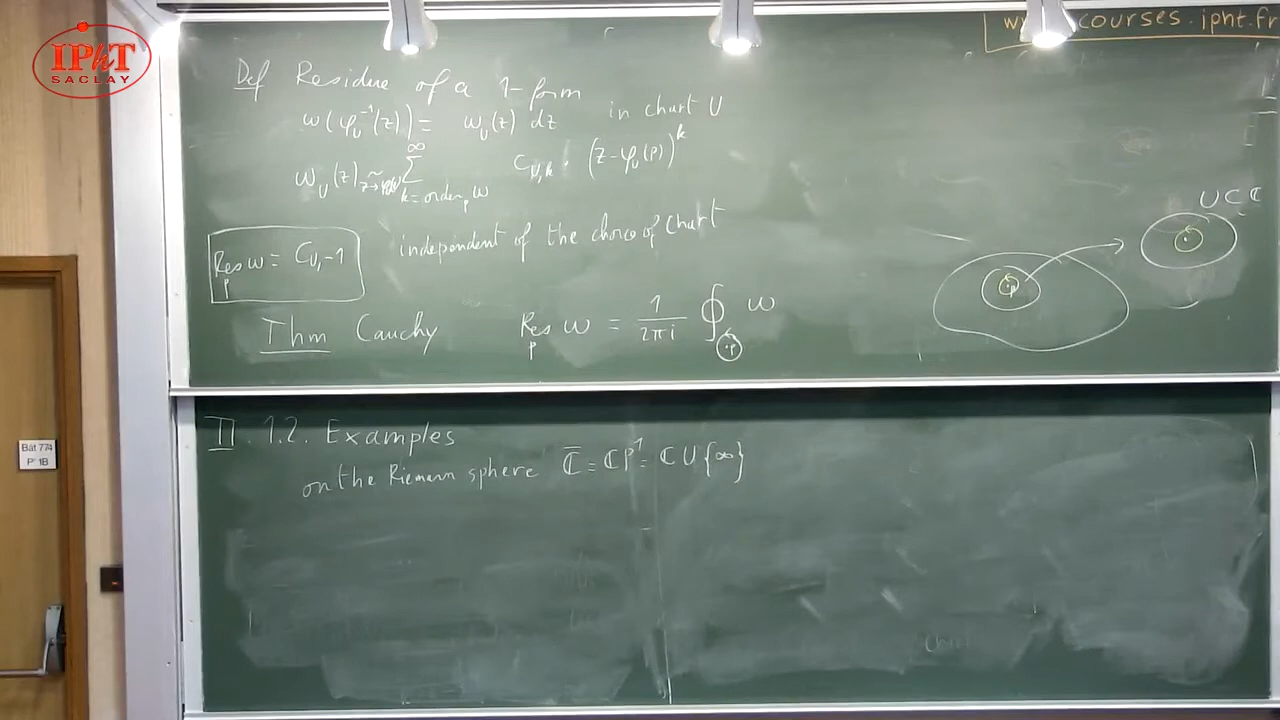 IPhT
SACLAY
courses.ipht.fr
Def Residue of a 1-form
ω(φ_U^{-1}(z)) = ω_U(z) dz in chart U
ω_U(z) ~ ∑_{k=order_p ω}^∞ C_{U,k} . (z-φ_U(p))^k
U⊂ℂ
Res_p ω = C_{U,-1} independent of the choice of Chart
p
Thm Cauchy Res_p ω = 1/2πi ∮ ω
.p
II.1.2. Examples
on the Riemann sphere ℂ̄ = ℂP^1 = ℂ ∪ {∞}
Bât 774
P 1B